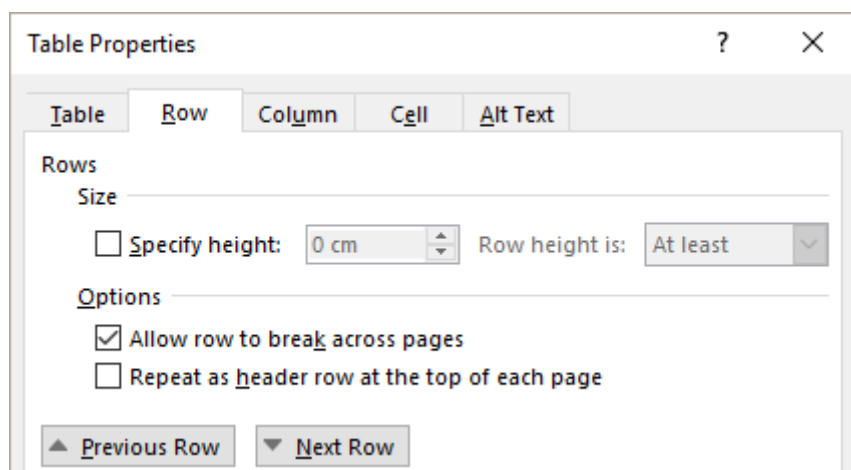 Table Properties ?
Table Row Column Cell Alt Text
Rows
Size
Specify height: 0 cm Row height is: At least
Options
Allow row to break across pages
Repeat as header row at the top of each page
Previous Row Next Row